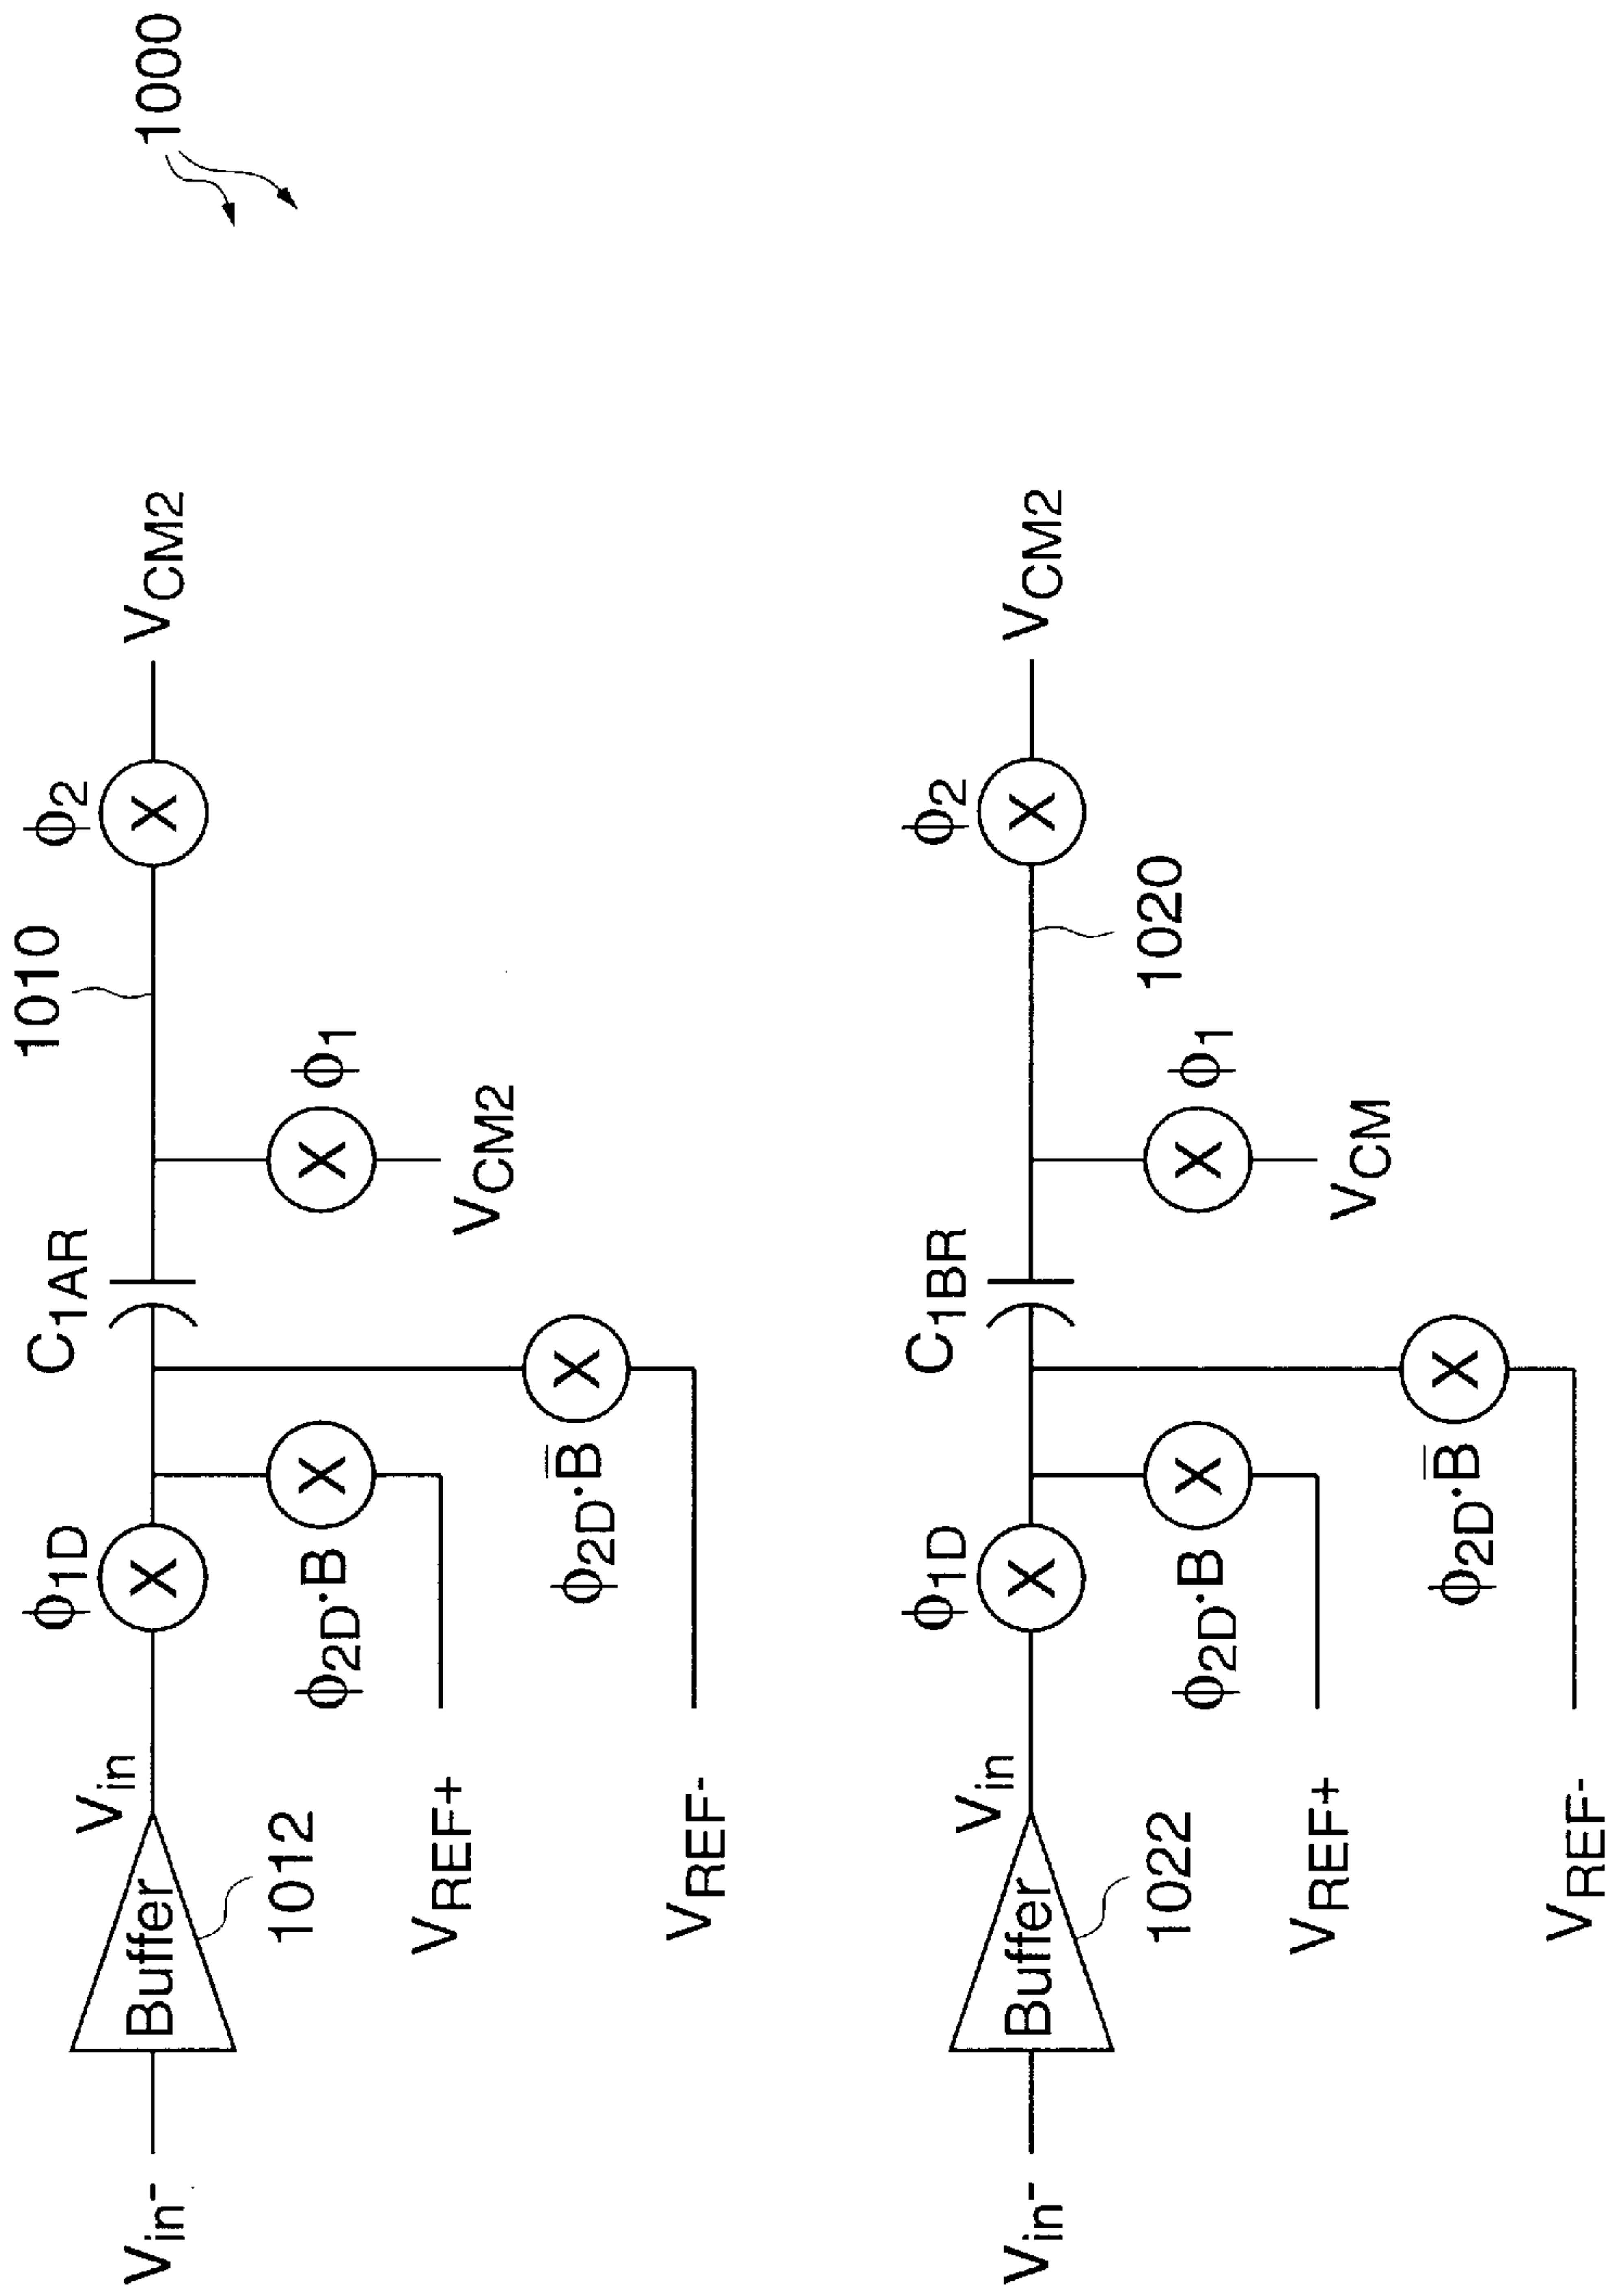 1010
ϕ1D
C1AR
ϕ2
Vin
Vin-
Buffer
VCM2
1000
1012
ϕ2D·B
ϕ1
VREF+
VCM2
ϕ2D·B̅
VREF-
ϕ1D
C1BR
ϕ2
Vin
Vin-
Buffer
VCM2
1020
1022
ϕ2D·B
ϕ1
VREF+
VCM
ϕ2D·B̅
VREF-